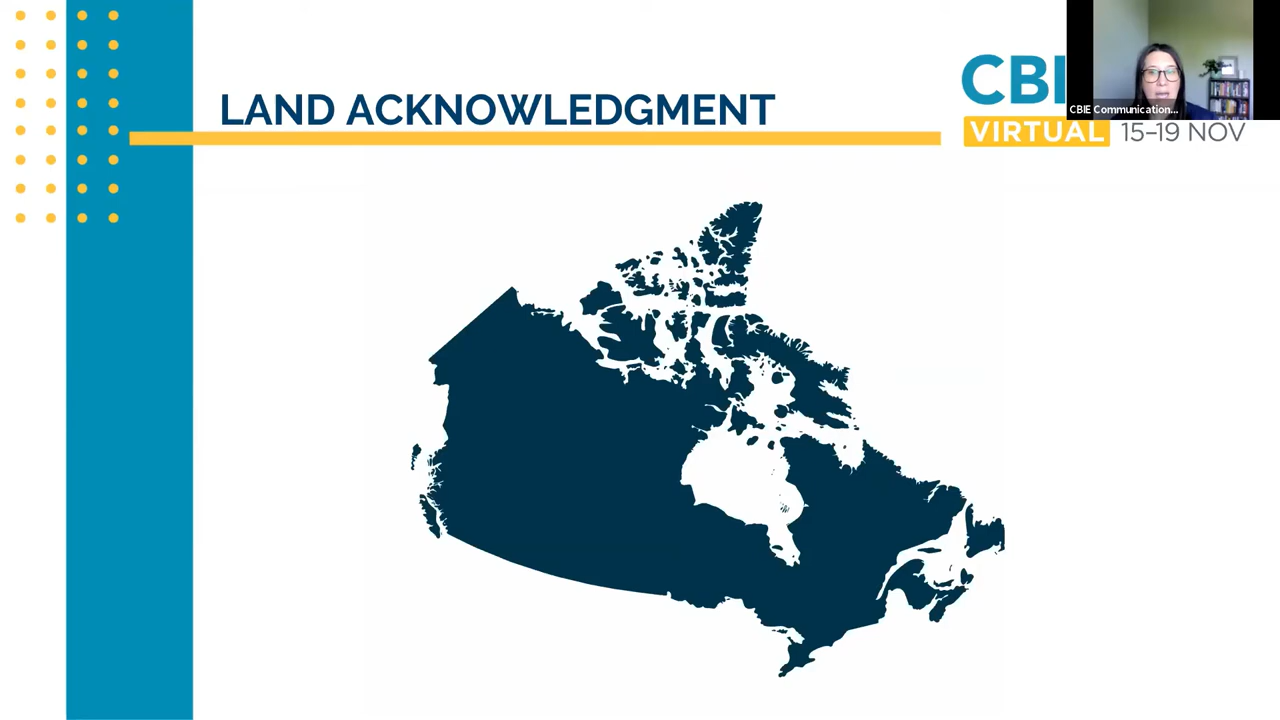 LAND ACKNOWLEDGMENT
CBI
CBIE Communication...
VIRTUAL 15-19 NOV